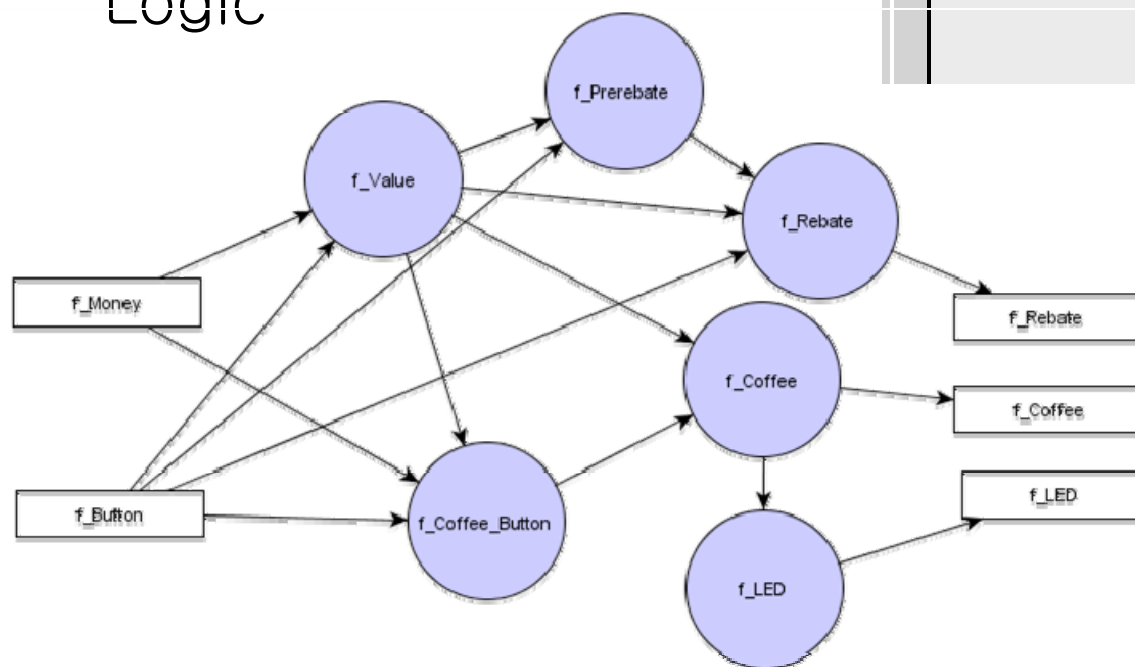 Logic
f_Prerebate
f_Value
f_Rebate
f_Money
f_Rebate
f_Coffee
f_Coffee
f_LED
f_Button
f_Coffee_Button
f_LED